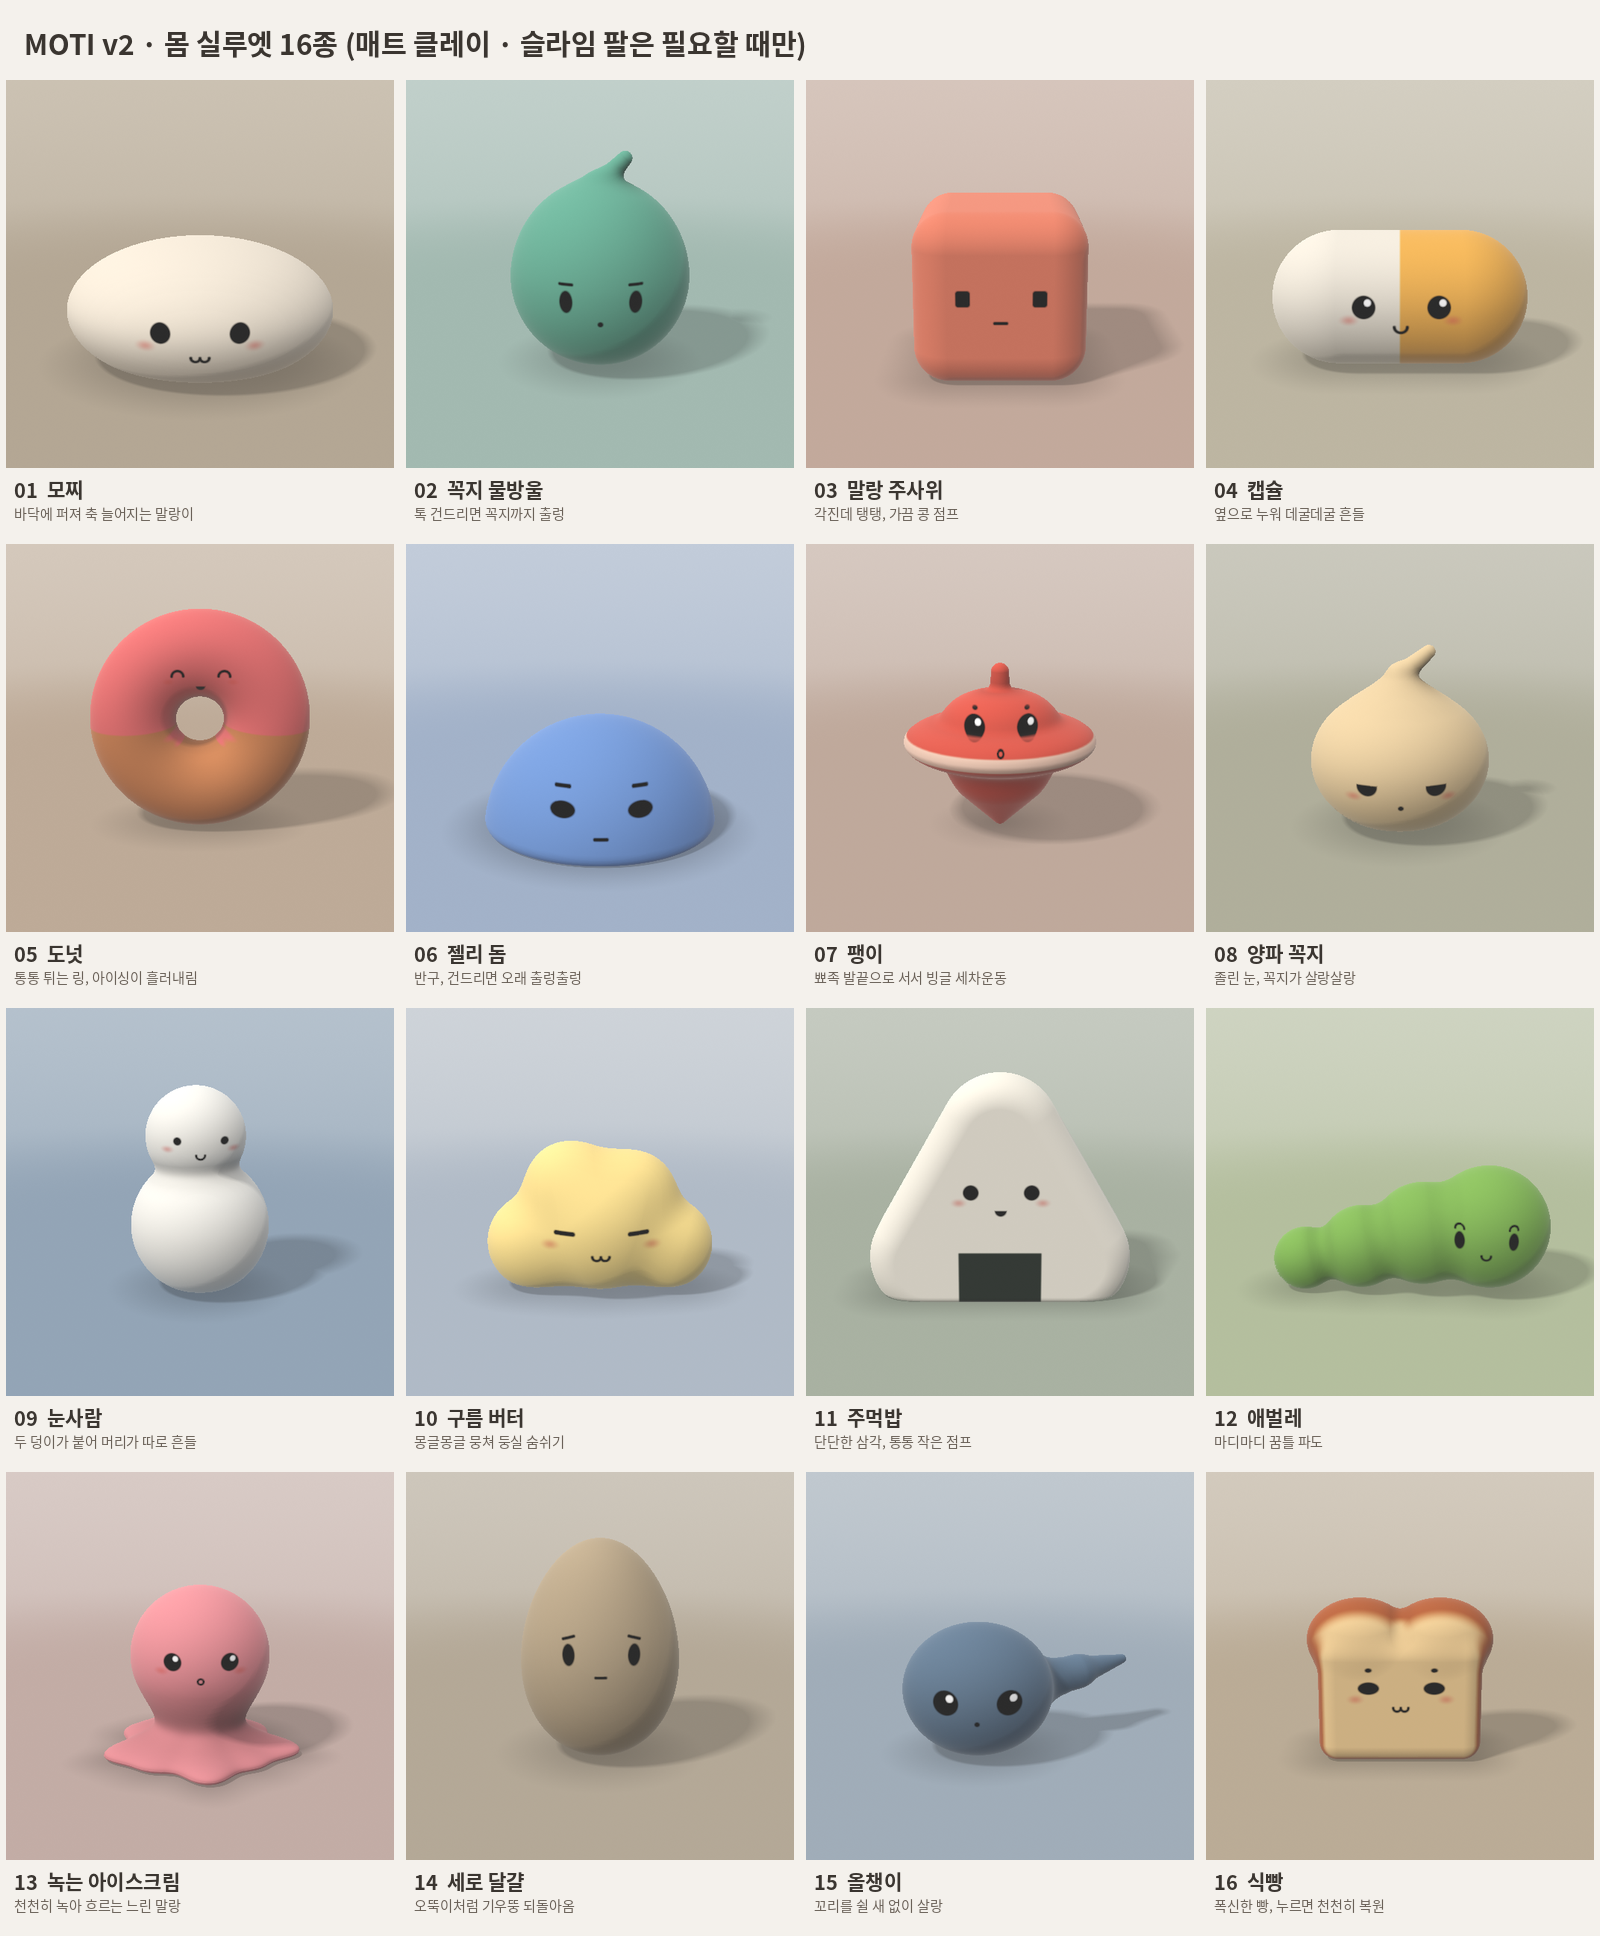 MOTI v2 · 몸 실루엣 16종 (매트 클레이 · 슬라임 팔은 필요할 때만)
01 모찌
바닥에 퍼져 축 늘어지는 말랑이
02 꼭지 물방울
톡 건드리면 꼭지까지 출렁
03 말랑 주사위
각진데 탱탱, 가끔 콩 점프
04 캡슐
옆으로 누워 데굴데굴 흔들
05 도넛
통통 튀는 링, 아이싱이 흘러내림
06 젤리 돔
반구, 건드리면 오래 출렁출렁
07 팽이
뾰족 발끝으로 서서 빙글 세차운동
08 양파 꼭지
졸린 눈, 꼭지가 살랑살랑
09 눈사람
두 덩이가 붙어 머리가 따로 흔들
10 구름 버터
몽글몽글 뭉쳐 둥실 숨쉬기
11 주먹밥
단단한 삼각, 통통 작은 점프
12 애벌레
마디마디 꿈틀 파도
13 녹는 아이스크림
천천히 녹아 흐르는 느린 말랑
14 세로 달걀
오뚝이처럼 기우뚱 되돌아옴
15 올챙이
꼬리를 쉴 새 없이 살랑
16 식빵
폭신한 빵, 누르면 천천히 복원